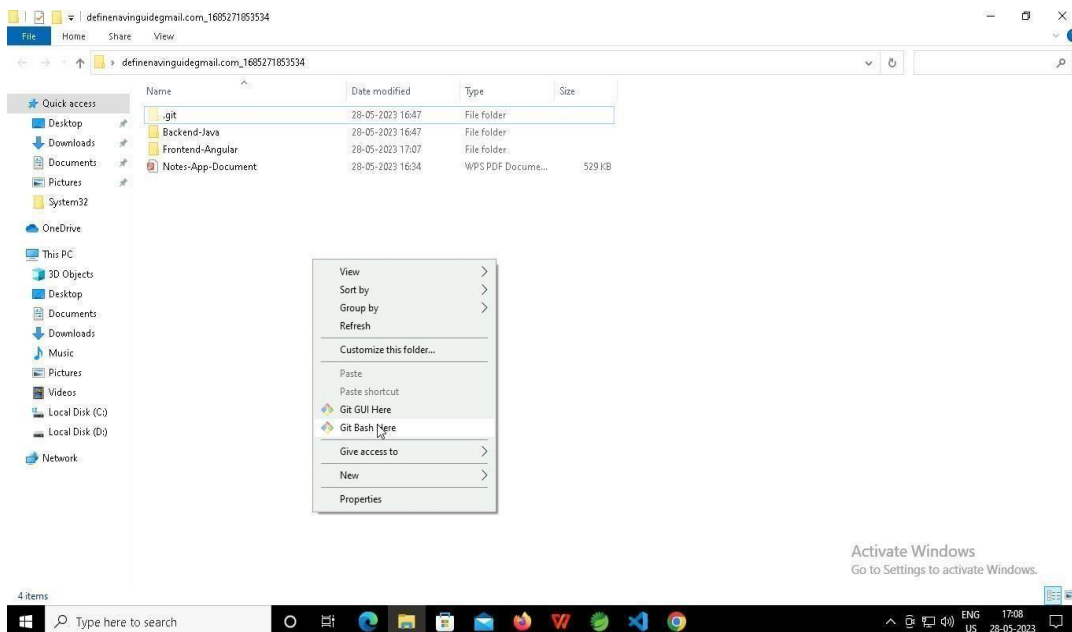 definenavinguidegmail.com_1685271853534
File Home Share View
definenavinguidegmail.com_1685271853534
Name Date modified Type Size
Quick access
Desktop
Downloads
Documents
Pictures
System32
OneDrive
This PC
3D Objects
Desktop
Documents
Downloads
Music
Pictures
Videos
Local Disk (C:)
Local Disk (D:)
Network
.git 28-05-2023 16:47 File folder
Backend-Java 28-05-2023 16:47 File folder
Frontend-Angular 28-05-2023 17:07 File folder
Notes-App-Document 28-05-2023 16:34 WPS PDF Docume... 529 KB
View
Sort by
Group by
Refresh
Customize this folder...
Paste
Paste shortcut
Git GUI Here
Git Bash Here
Give access to
New
Properties
Activate Windows
Go to Settings to activate Windows.
4 items
Type here to search
ENG 17:08
US 28-05-2023